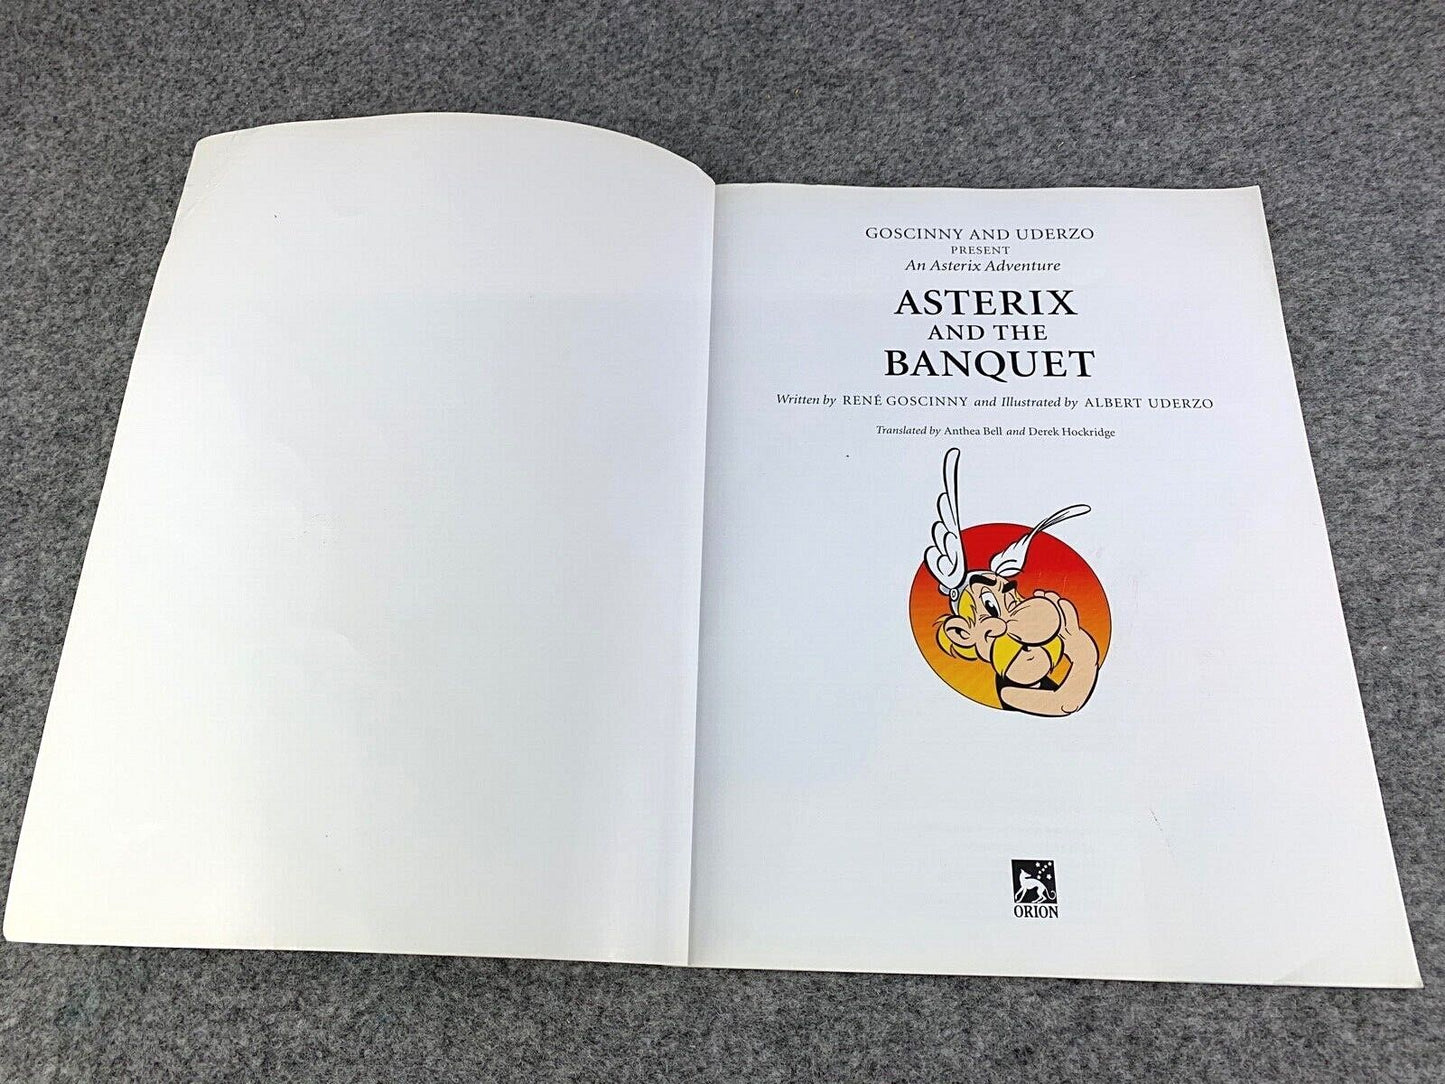 GOSCINNY AND UDERZO
PRESENT
An Asterix Adventure
ASTERIX
AND THE
BANQUET
Written by RENÉ GOSCINNY and Illustrated by ALBERT UDERZO
Translated by Anthea Bell and Derek Hockridge
ORION